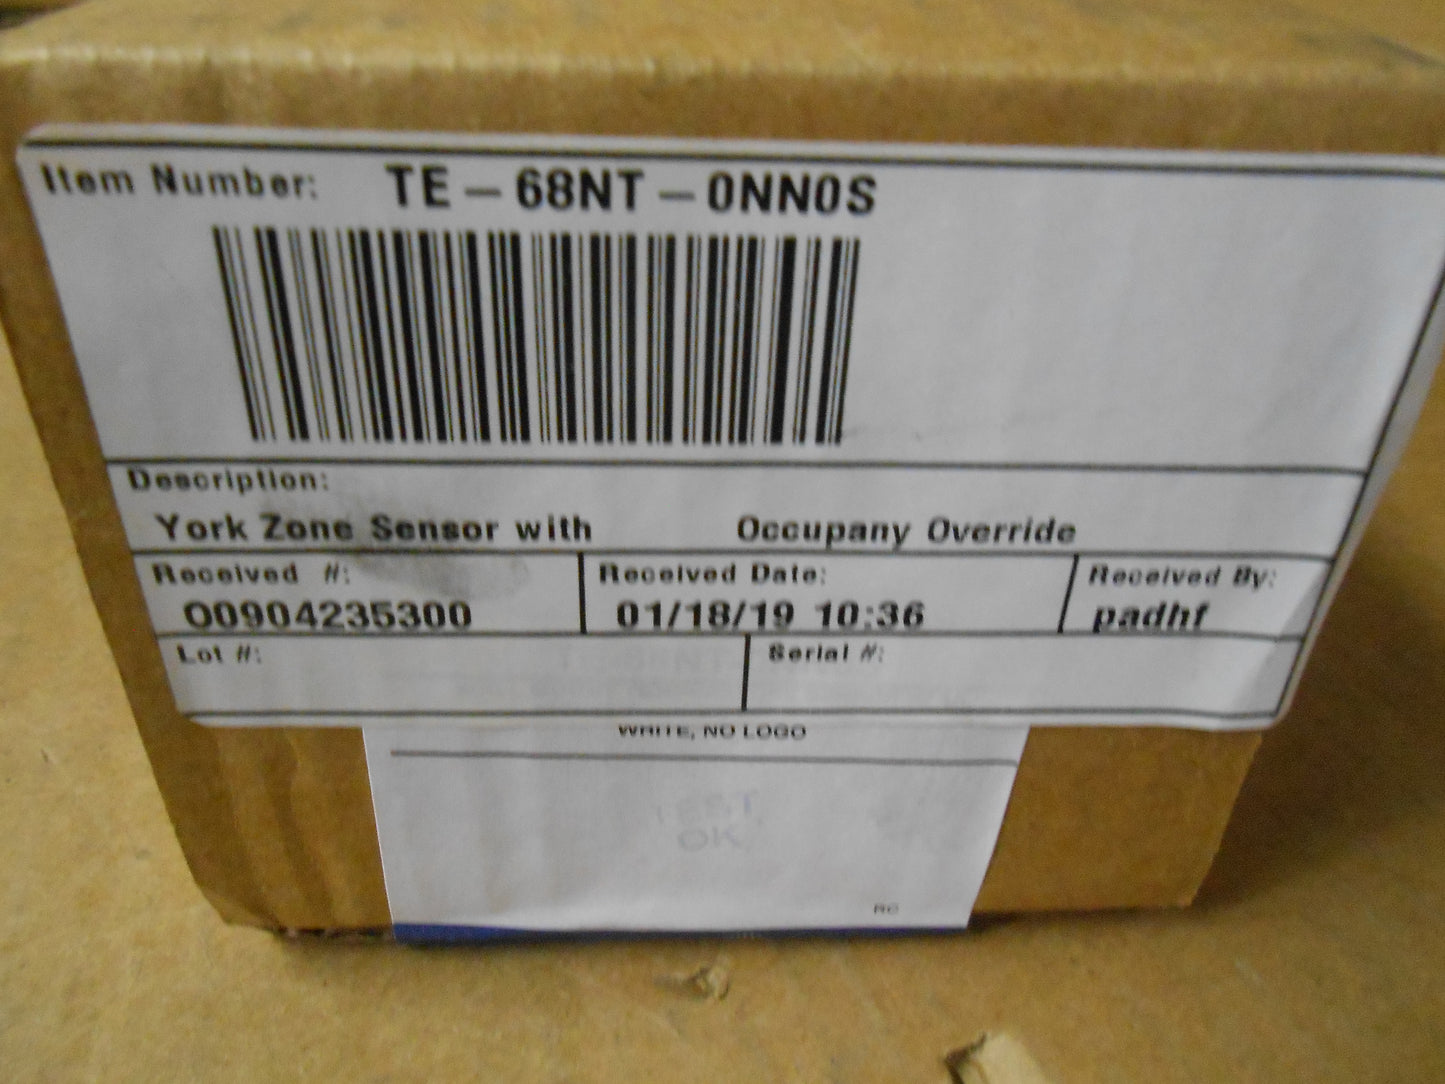 Item Number: TE-68NT-0NN0S
Description:
York Zone Sensor with Occupany Override
Received #: Received Date: Received By:
00904235300 01/18/19 10:36 padhf
Lot #: Serial #:
WHITE, NO LOGO
TEST
OK
RC